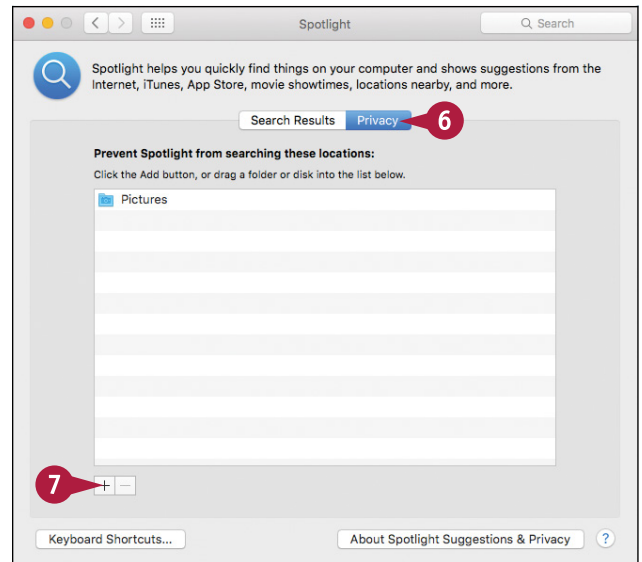 Spotlight
Search
Spotlight helps you quickly find things on your computer and shows suggestions from the
Internet, iTunes, App Store, movie showtimes, locations nearby, and more.
Search Results Privacy 6
Prevent Spotlight from searching these locations:
Click the Add button, or drag a folder or disk into the list below.
Pictures
7 + −
Keyboard Shortcuts... About Spotlight Suggestions & Privacy ?